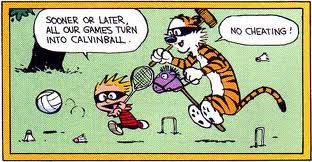 SOONER OR LATER,
ALL OUR GAMES TURN
INTO CALVINBALL.
NO CHEATING!